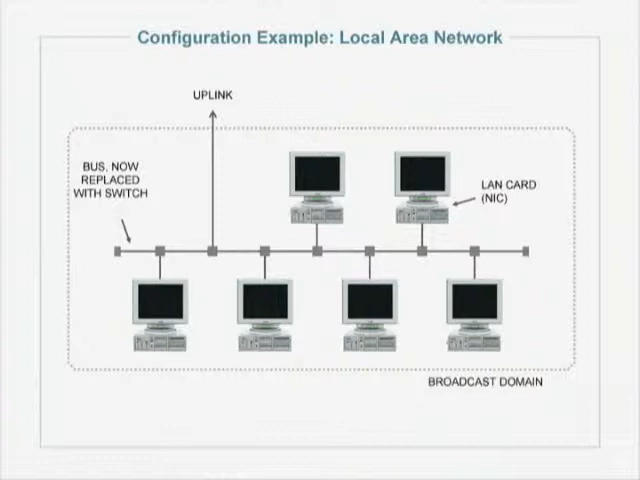 Configuration Example: Local Area Network
UPLINK
BUS, NOW
REPLACED
WITH SWITCH
LAN CARD
(NIC)
BROADCAST DOMAIN